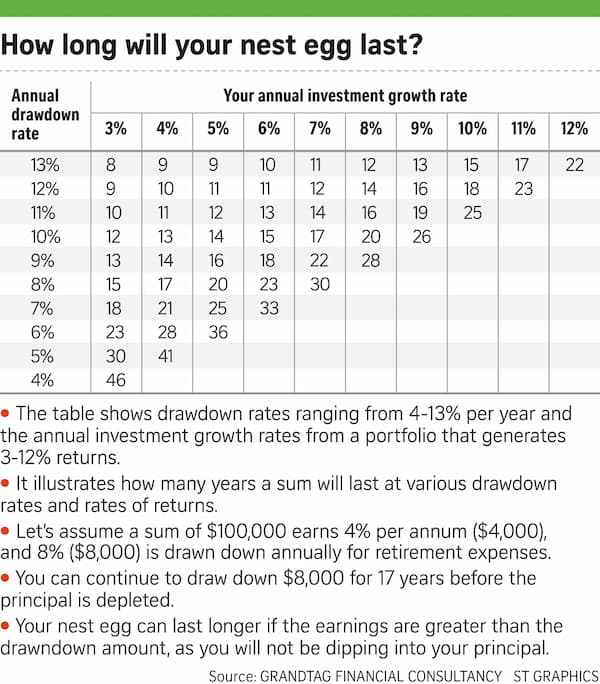 How long will your nest egg last?
Annual drawdown rate
Your annual investment growth rate
3% 4% 5% 6% 7% 8% 9% 10% 11% 12%
13% 8 9 9 10 11 12 13 15 17 22
12% 9 10 11 11 12 14 16 18 23
11% 10 11 12 13 14 16 19 25
10% 12 13 14 15 17 20 26
9% 13 14 16 18 22 28
8% 15 17 20 23 30
7% 18 21 25 33
6% 23 28 36
5% 30 41
4% 46
• The table shows drawdown rates ranging from 4-13% per year and
the annual investment growth rates from a portfolio that generates
3-12% returns.
• It illustrates how many years a sum will last at various drawdown
rates and rates of returns.
• Let's assume a sum of $100,000 earns 4% per annum ($4,000),
and 8% ($8,000) is drawn down annually for retirement expenses.
• You can continue to draw down $8,000 for 17 years before the
principal is depleted.
• Your nest egg can last longer if the earnings are greater than the
drawndown amount, as you will not be dipping into your principal.
Source: GRANDTAG FINANCIAL CONSULTANCY ST GRAPHICS